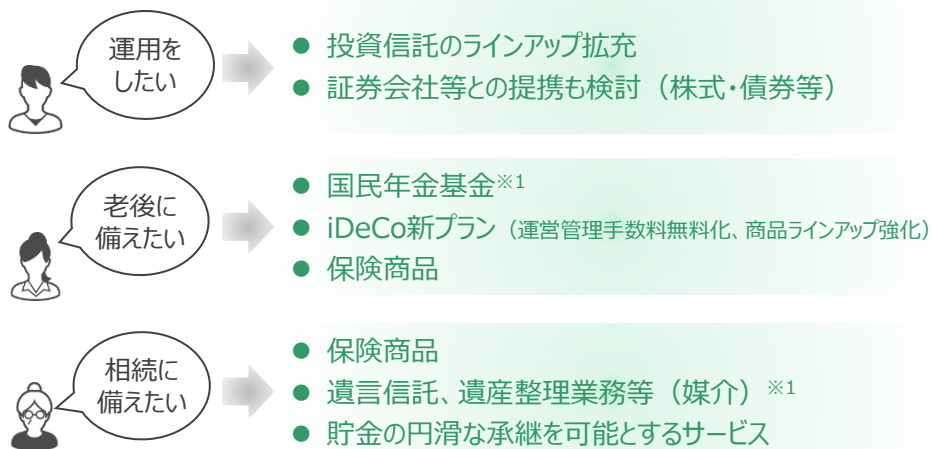 運用を
したい
● 投資信託のラインアップ拡充
● 証券会社等との提携も検討（株式・債券等）
老後に
備えたい
● 国民年金基金※1
● iDeCo新プラン（運営管理手数料無料化、商品ラインアップ強化）
● 保険商品
相続に
備えたい
● 保険商品
● 遺言信託、遺産整理業務等（媒介）※1
● 貯金の円滑な承継を可能とするサービス